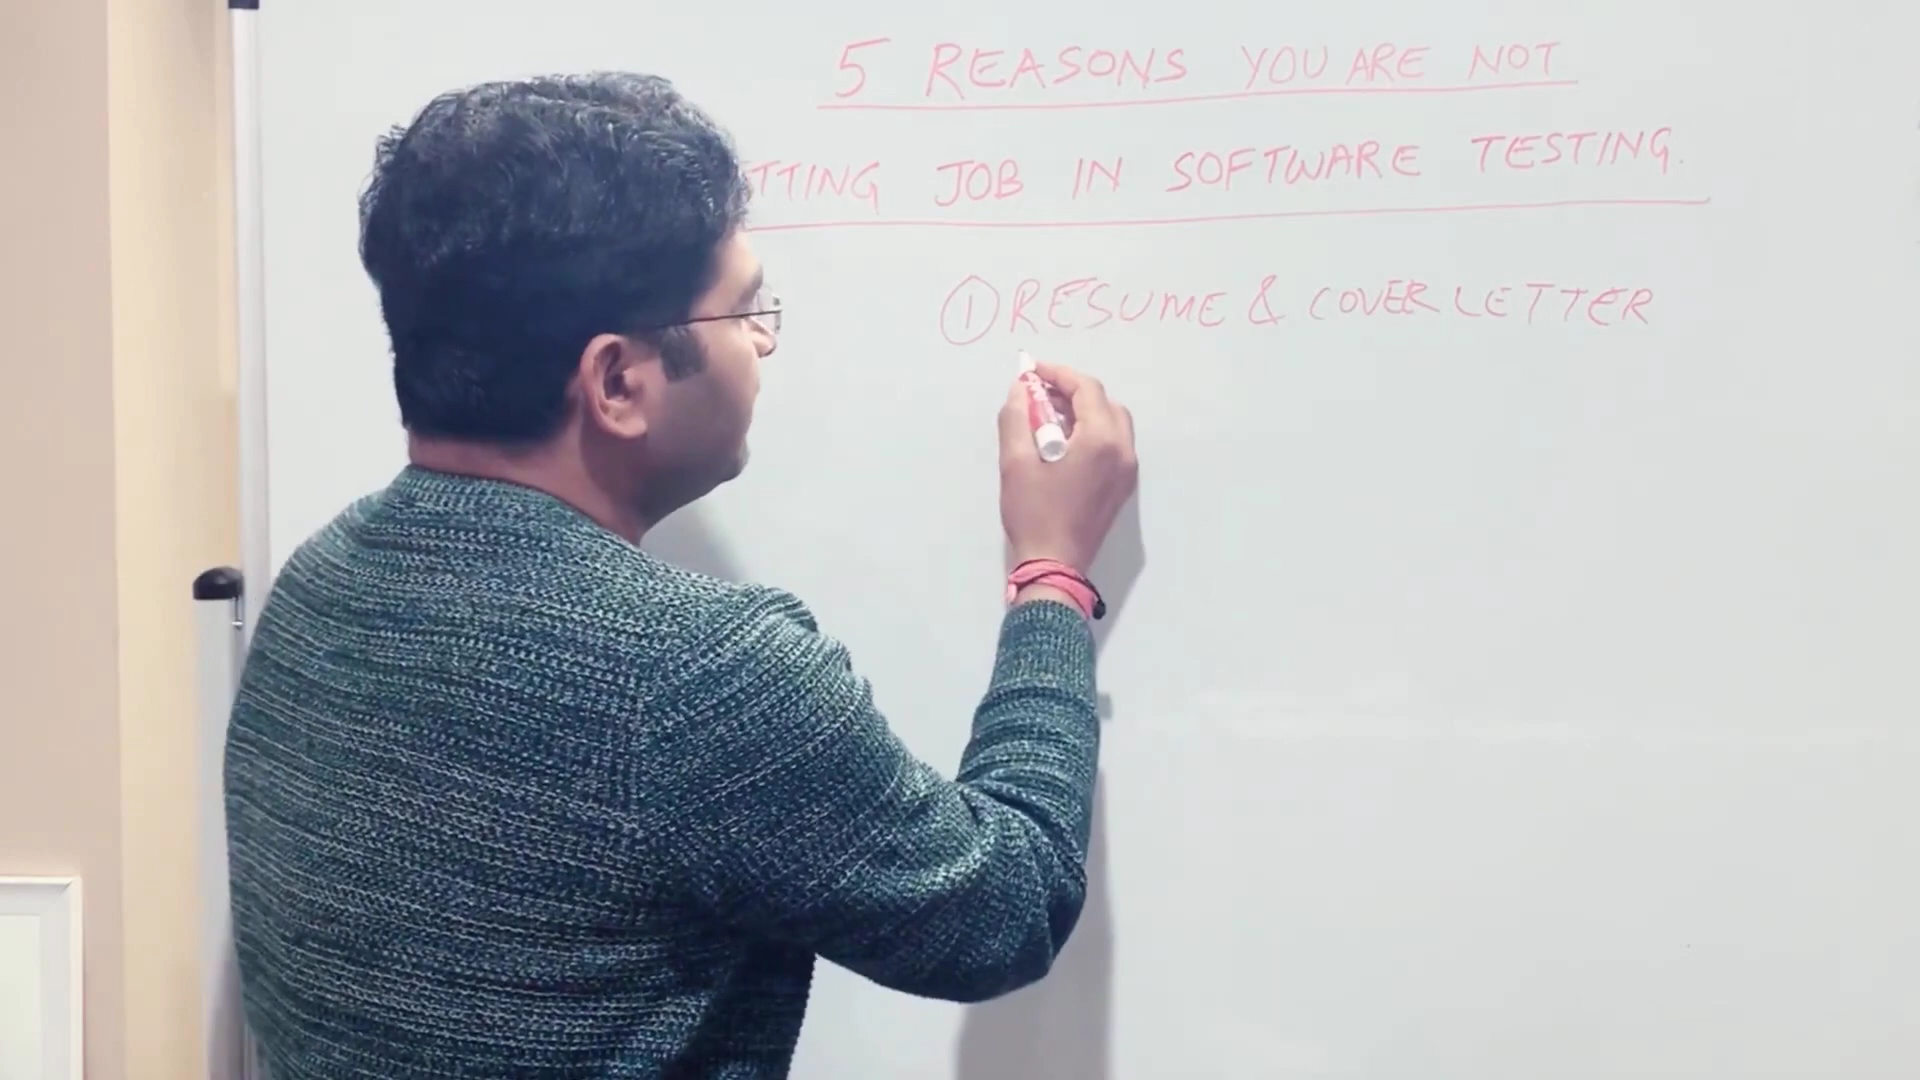 5 REASONS YOU ARE NOT
TTING JOB IN SOFTWARE TESTING.
① RESUME & COVER LETTER